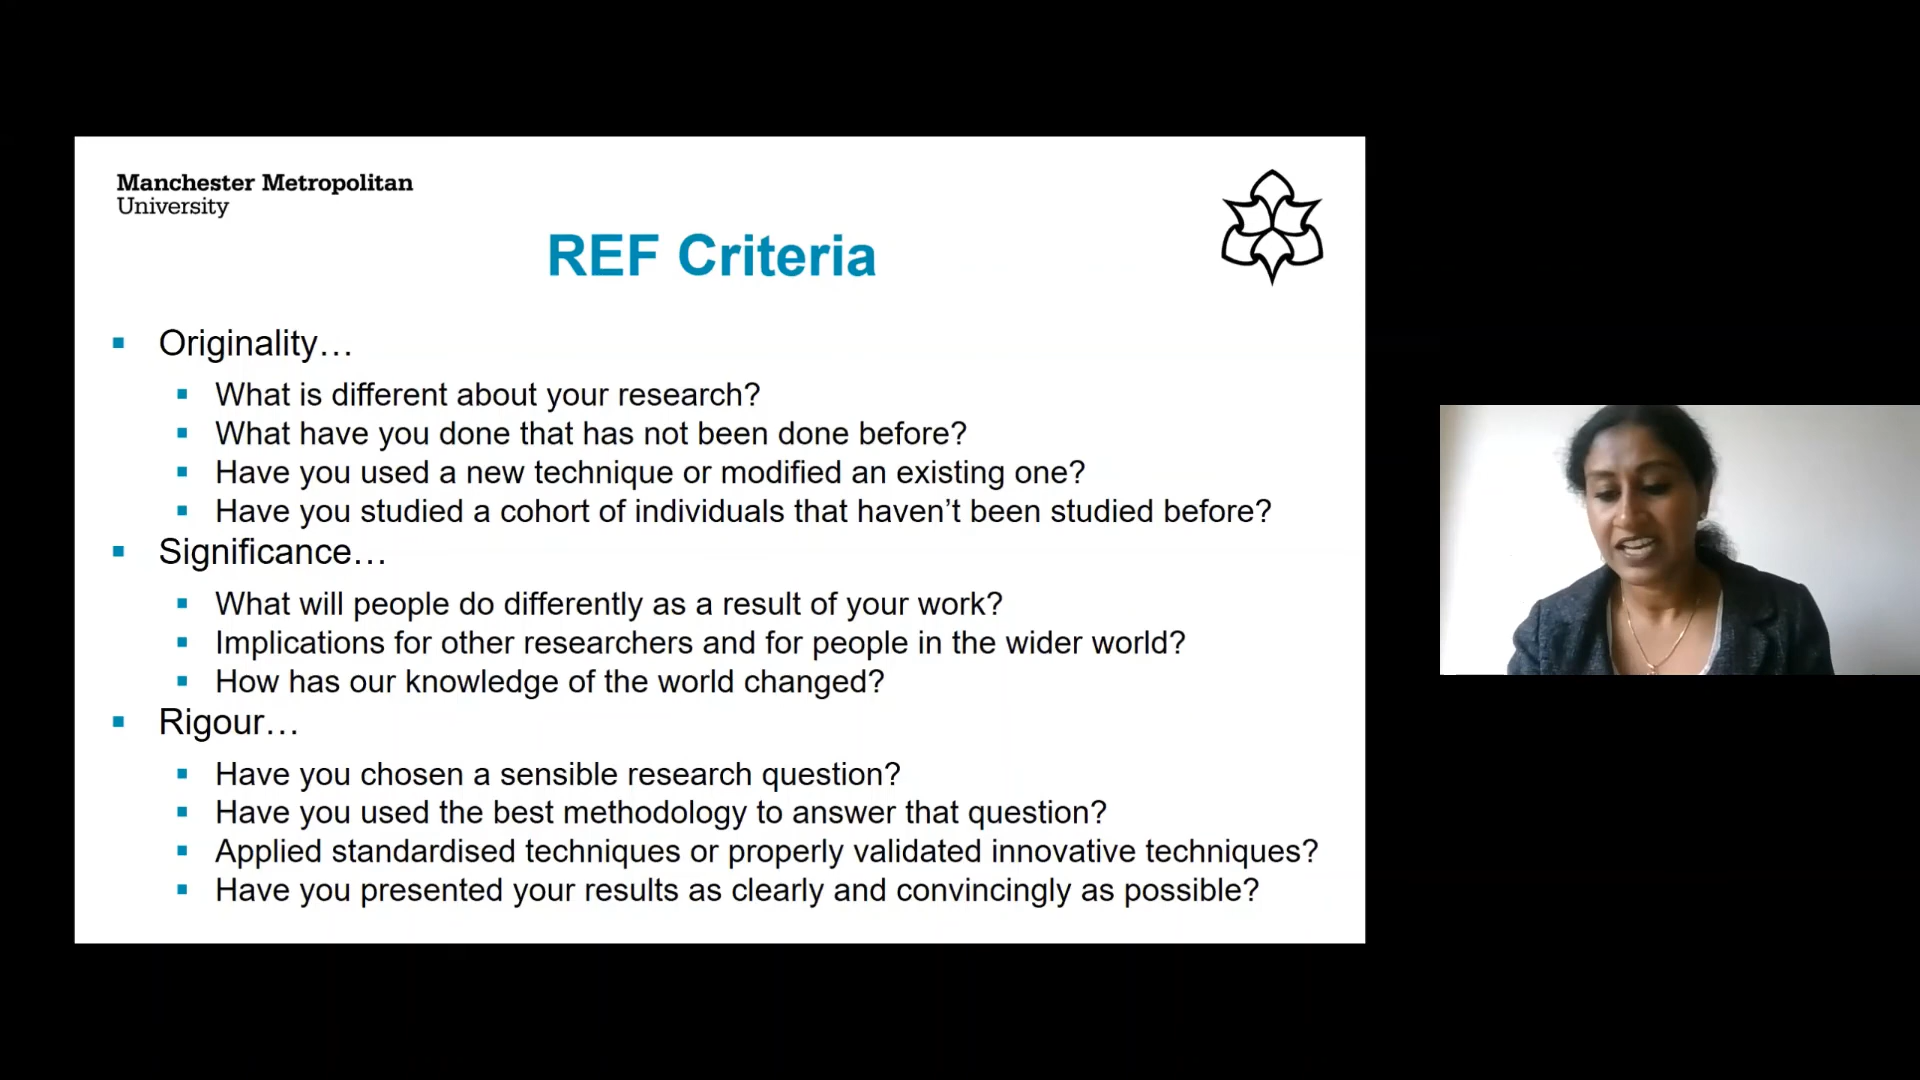 Manchester Metropolitan
University
REF Criteria
Originality…
What is different about your research?
What have you done that has not been done before?
Have you used a new technique or modified an existing one?
Have you studied a cohort of individuals that haven’t been studied before?
Significance…
What will people do differently as a result of your work?
Implications for other researchers and for people in the wider world?
How has our knowledge of the world changed?
Rigour…
Have you chosen a sensible research question?
Have you used the best methodology to answer that question?
Applied standardised techniques or properly validated innovative techniques?
Have you presented your results as clearly and convincingly as possible?